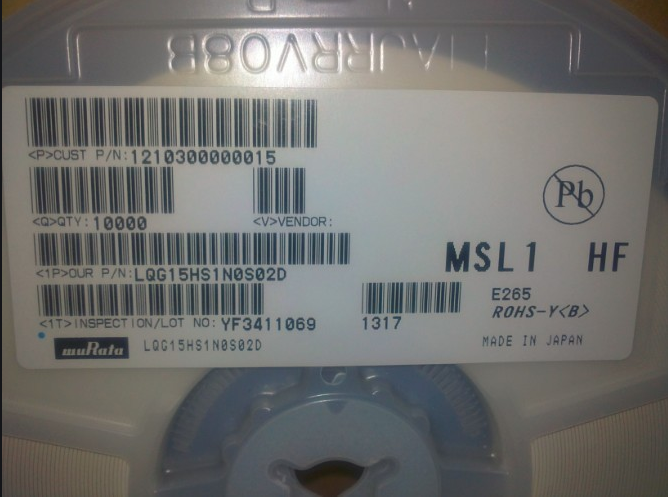 <P>CUST P/N:1210300000015
<Q>QTY:10000 <V>VENDOR:
Pb
<1P>OUR P/N:LQG15HS1N0S02D
MSL1 HF
<1T>INSPECTION/LOT NO:YF3411069 1317
E265
ROHS-Y<B>
muRata LQG15HS1N0S02D MADE IN JAPAN